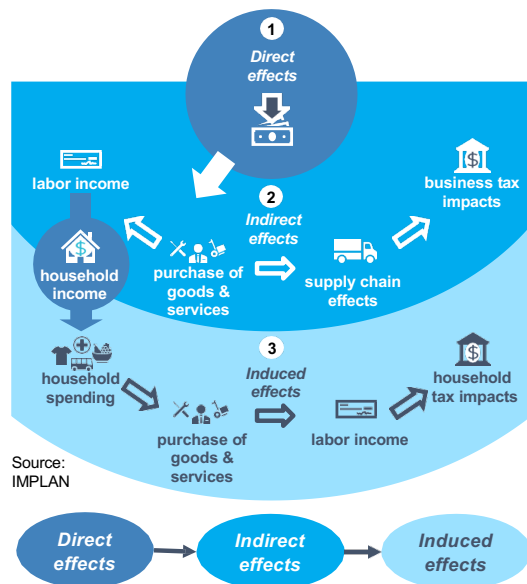 1
Direct
effects
labor income
2
Indirect
effects
business tax
impacts
household
income
purchase of
goods &
services
supply chain
effects
3
Induced
effects
household
spending
purchase of
goods &
services
labor income
household
tax impacts
Source:
IMPLAN
Direct
effects
Indirect
effects
Induced
effects